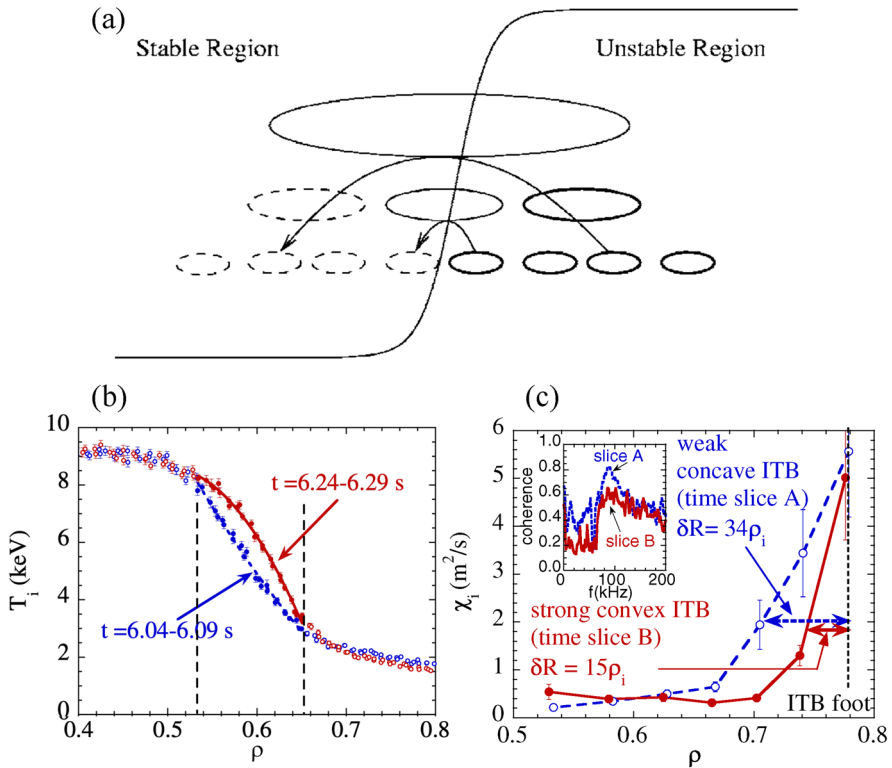 (a)
Stable Region
Unstable Region
(b)
10
8
6
4
2
0
T_i (keV)
t =6.24-6.29 s
t=6.04-6.09 s
0.4
0.5
0.6
0.7
0.8
ρ
(c)
6
5
4
3
2
1
0
χ_i (m²/s)
1.0
0.8
0.6
0.4
0.2
0.0
coherence
slice A
slice B
0
100
200
f(kHz)
weak
concave ITB
(time slice A)
δR= 34ρ_i
strong convex ITB
(time slice B)
δR = 15ρ_i
ITB foot
0.5
0.6
0.7
0.8
ρ